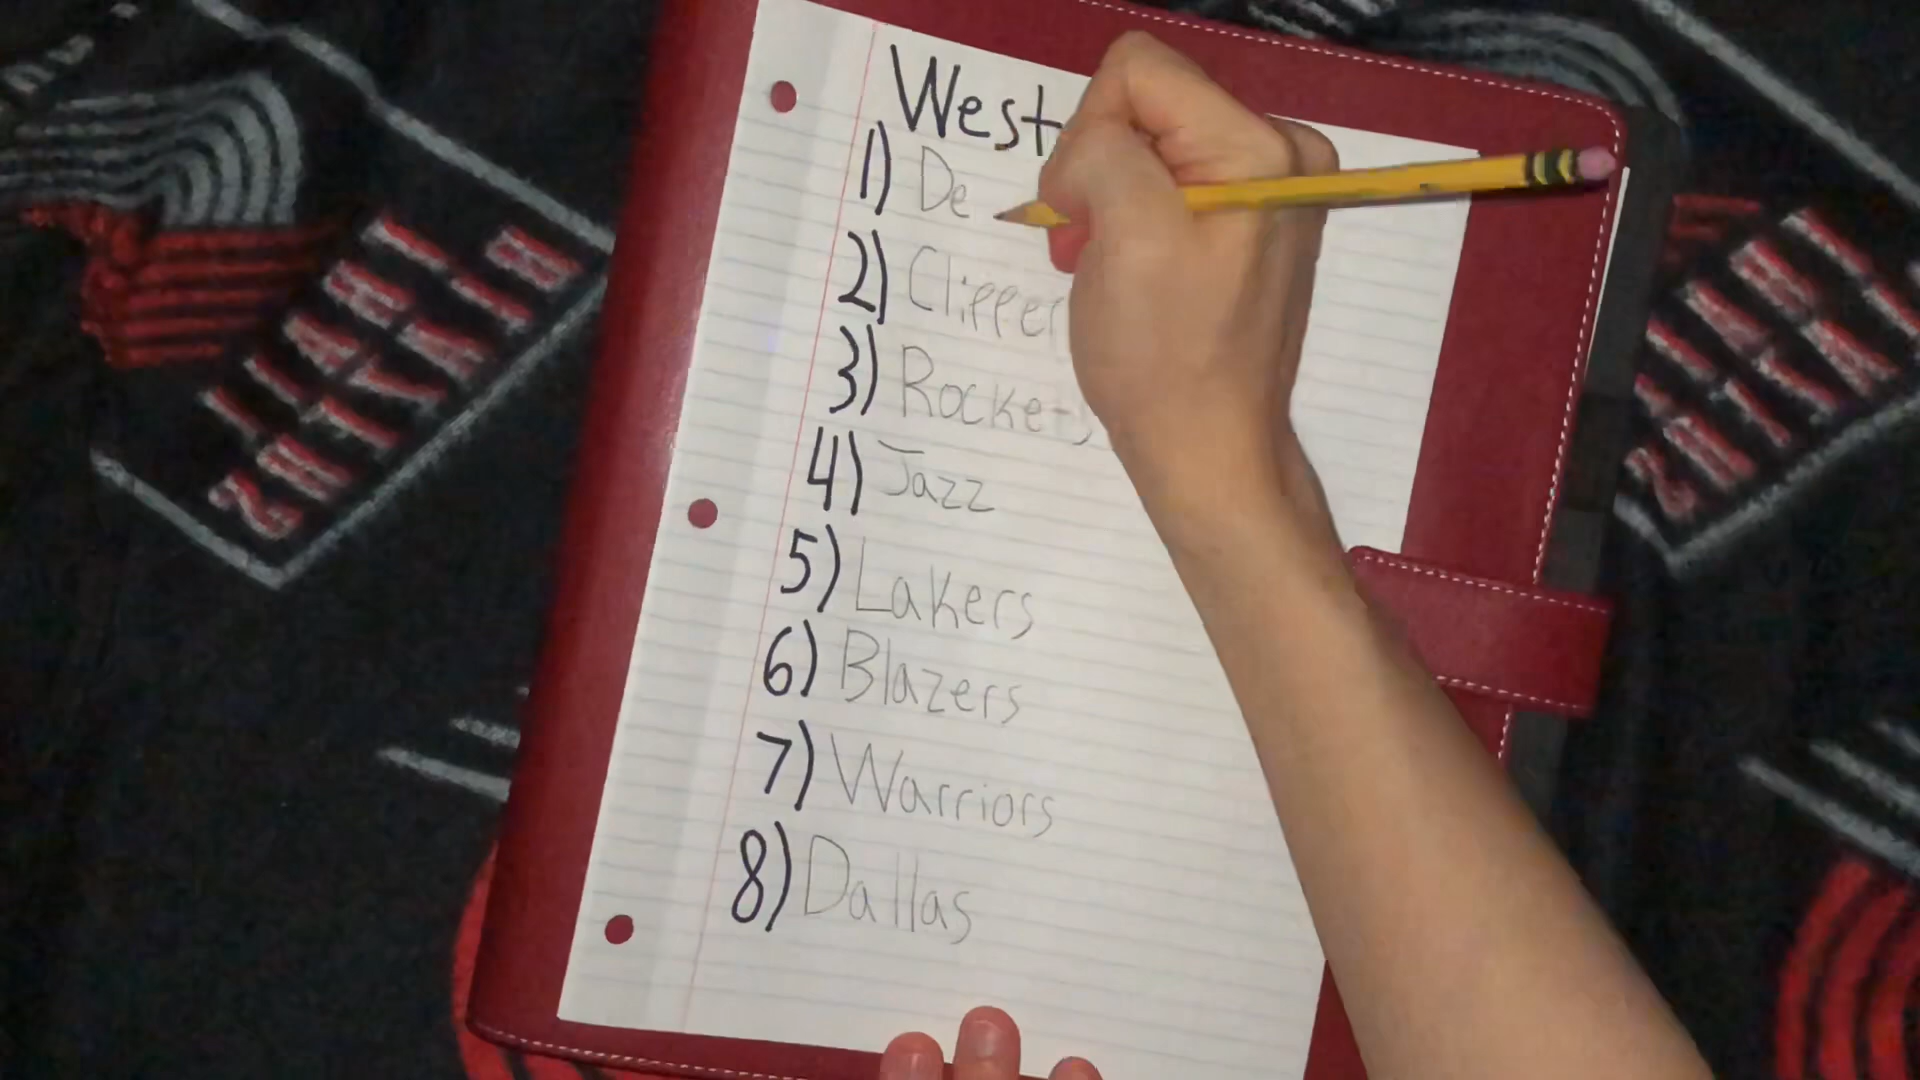 West
1) De
2) Clipper
3) Rockets
4) Jazz
5) Lakers
6) Blazers
7) Warriors
8) Dallas